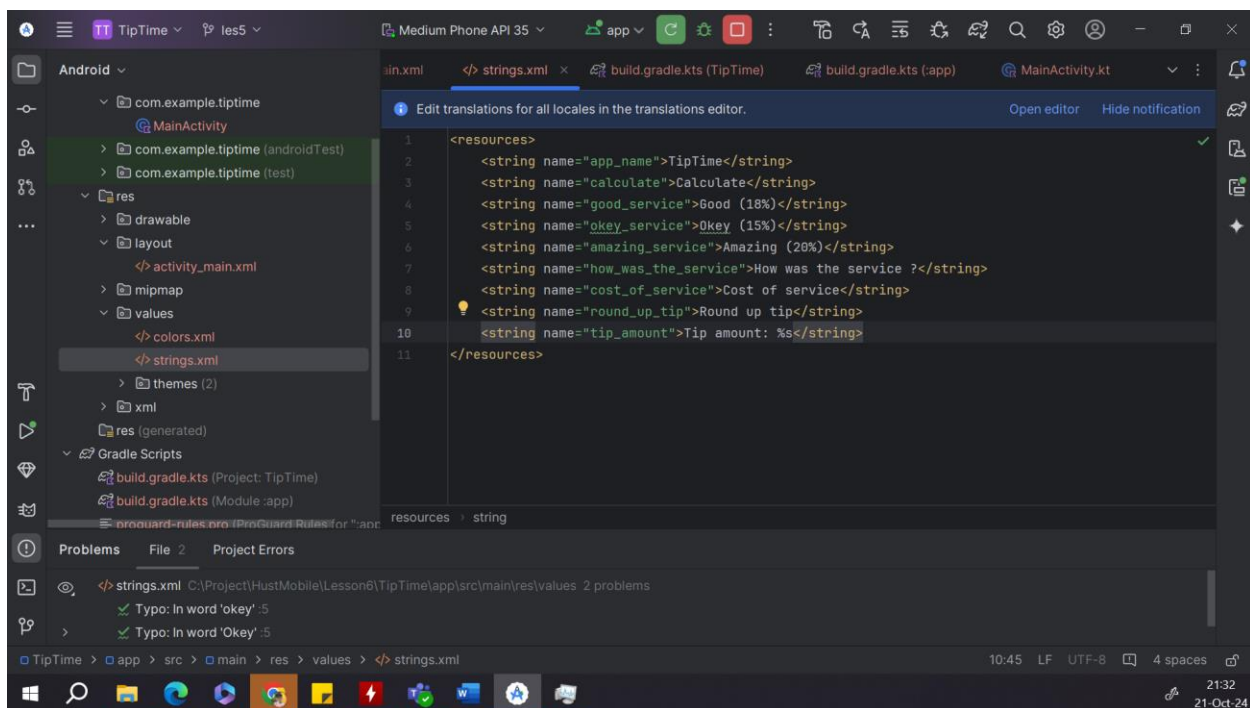 TT TipTime les5 Medium Phone API 35 app
Android
ain.xml strings.xml build.gradle.kts (TipTime) build.gradle.kts (:app) MainActivity.kt
Edit translations for all locales in the translations editor. Open editor Hide notification
com.example.tiptime
MainActivity
com.example.tiptime (androidTest)
com.example.tiptime (test)
res
drawable
layout
activity_main.xml
mipmap
values
colors.xml
strings.xml
themes (2)
xml
res (generated)
Gradle Scripts
build.gradle.kts (Project: TipTime)
build.gradle.kts (Module :app)
proguard-rules.pro (ProGuard Rules for ":app
1 <resources>
2 <string name="app_name">TipTime</string>
3 <string name="calculate">Calculate</string>
4 <string name="good_service">Good (18%)</string>
5 <string name="okey_service">Okey (15%)</string>
6 <string name="amazing_service">Amazing (20%)</string>
7 <string name="how_was_the_service">How was the service ?</string>
8 <string name="cost_of_service">Cost of service</string>
9 <string name="round_up_tip">Round up tip</string>
10 <string name="tip_amount">Tip amount: %s</string>
11 </resources>
resources > string
Problems File 2 Project Errors
strings.xml C:\Project\HustMobile\Lesson6\TipTime\app\src\main\res\values 2 problems
Typo: In word 'okey' :5
Typo: In word 'Okey' :5
TipTime > app > src > main > res > values > strings.xml 10:45 LF UTF-8 4 spaces
21:32
21-Oct-24